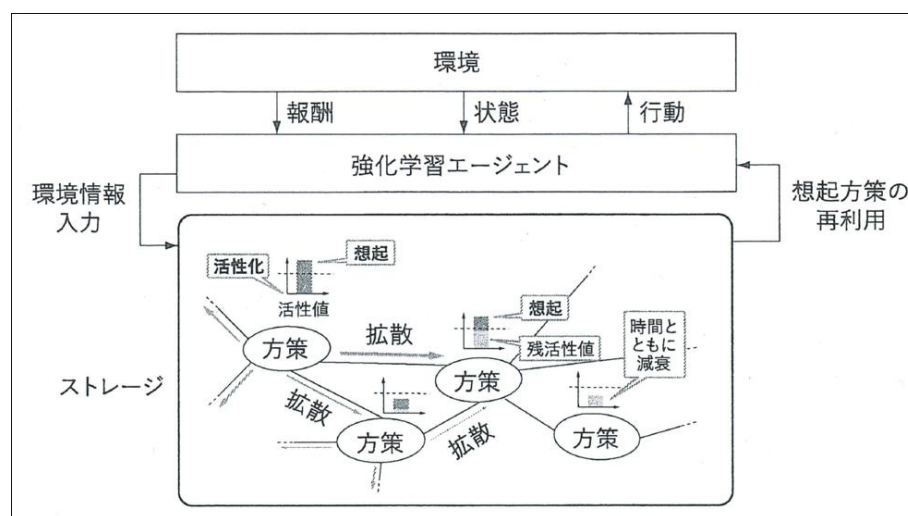 環境
報酬
状態
行動
強化学習エージェント
環境情報
入力
想起方策の
再利用
活性化
想起
活性値
想起
残活性値
時間と
ともに
減衰
拡散
方策
方策
ストレージ
拡散
方策
拡散
方策